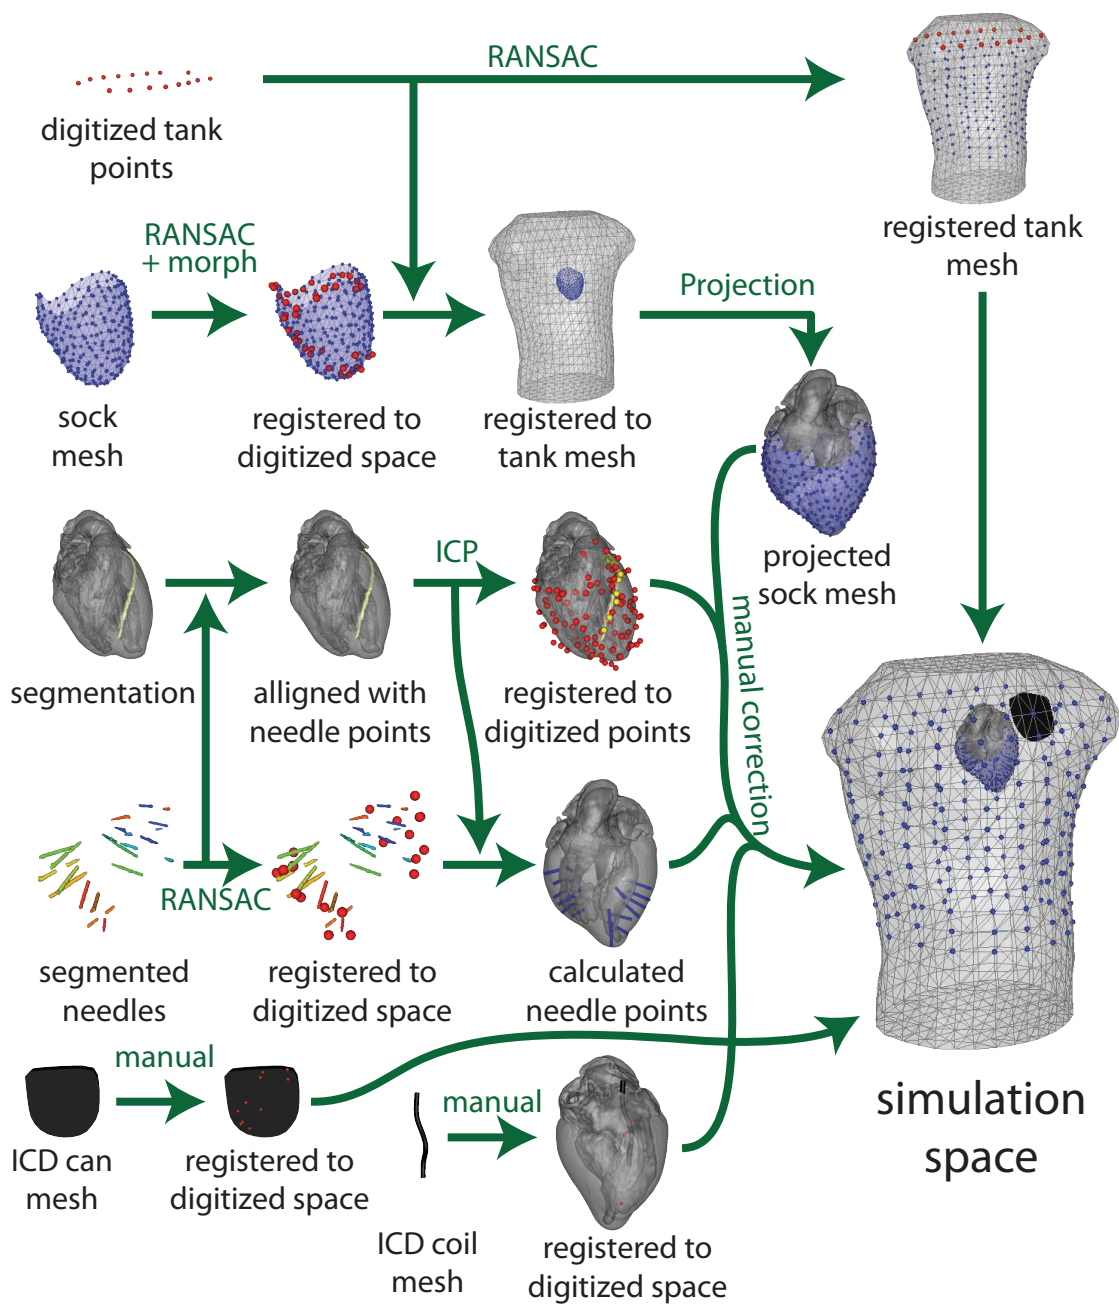 RANSAC
digitized tank
points
registered tank
mesh
RANSAC
+ morph
Projection
sock
mesh
registered to
digitized space
registered to
tank mesh
projected
sock mesh
ICP
manual correction
segmentation
alligned with
needle points
registered to
digitized points
RANSAC
segmented
needles
registered to
digitized space
calculated
needle points
manual
manual
simulation
space
ICD can
mesh
registered to
digitized space
ICD coil
mesh
registered to
digitized space